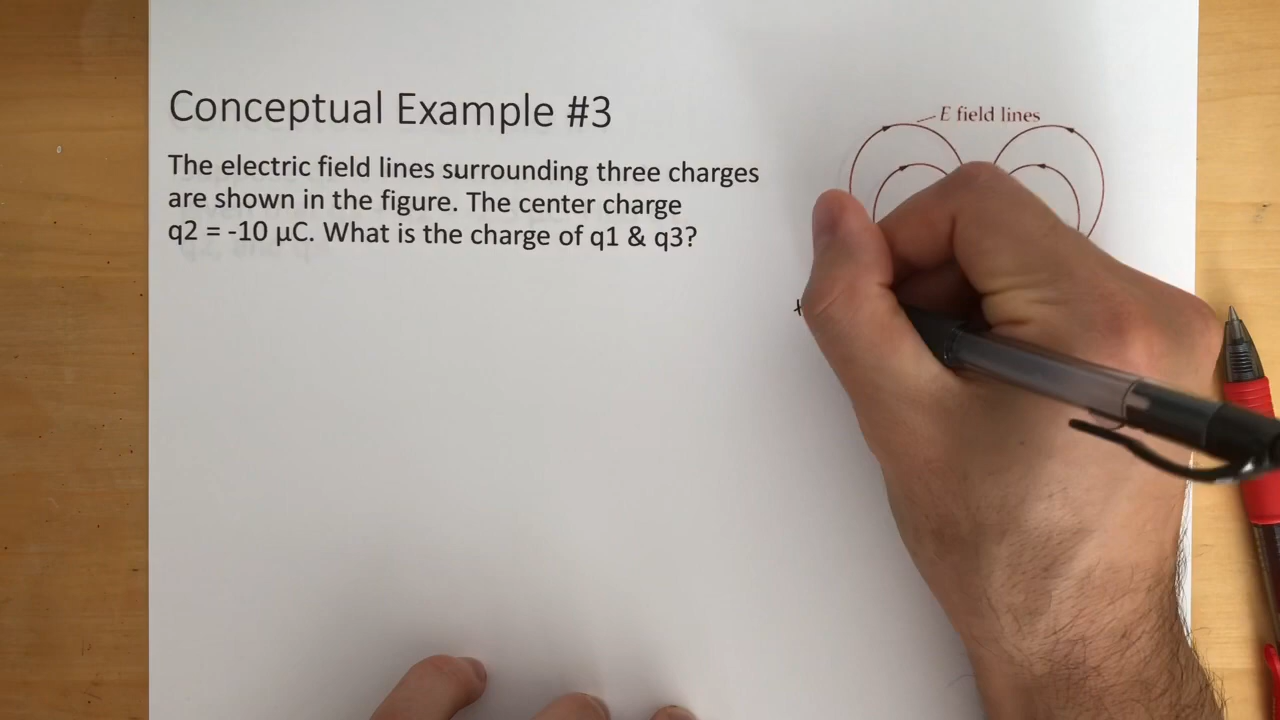 Conceptual Example #3
E field lines
The electric field lines surrounding three charges
are shown in the figure. The center charge
q2 = -10 µC. What is the charge of q1 & q3?
+